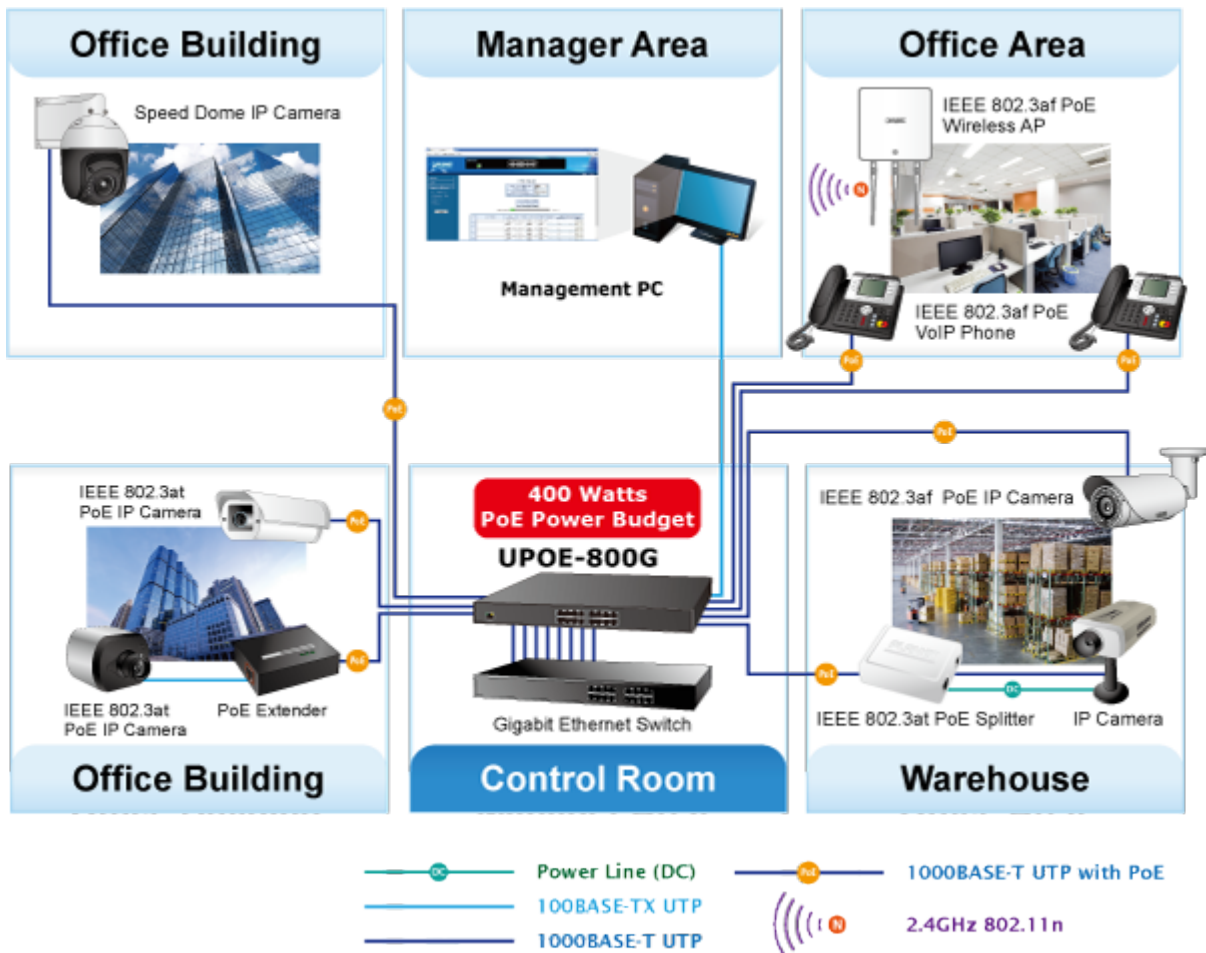 Office Building
Manager Area
Office Area
Speed Dome IP Camera
IEEE 802.3af PoE
Wireless AP
N
Management PC
IEEE 802.3af PoE
VoIP Phone
PoE
PoE
PoE
PoE
IEEE 802.3at
PoE IP Camera
PoE
400 Watts
PoE Power Budget
UPOE-800G
IEEE 802.3af PoE IP Camera
PoE
PoE
DC
IEEE 802.3at
PoE IP Camera
PoE Extender
Gigabit Ethernet Switch
IEEE 802.3at PoE Splitter
IP Camera
Office Building
Control Room
Warehouse
DC
Power Line (DC)
PoE
1000BASE-T UTP with PoE
100BASE-TX UTP
N
2.4GHz 802.11n
1000BASE-T UTP